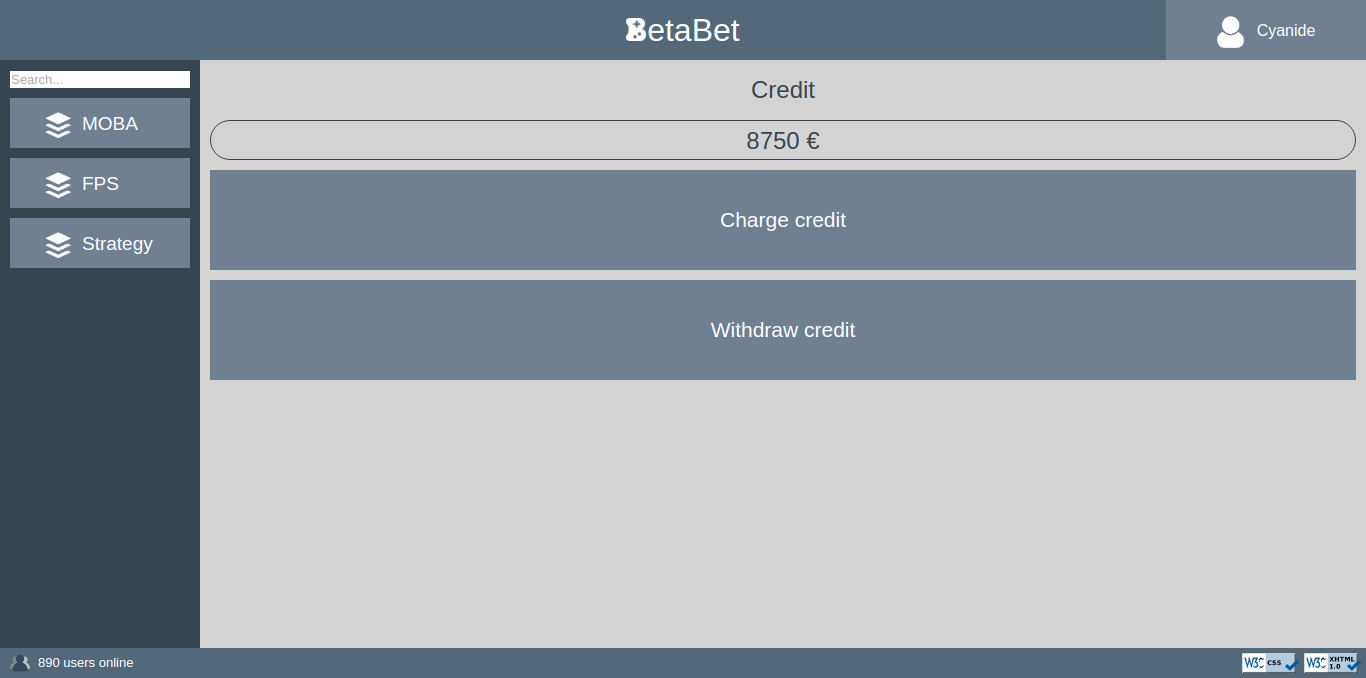 BetaBet
Cyanide
Search...
MOBA
FPS
Strategy
Credit
8750 €
Charge credit
Withdraw credit
890 users online
W3C CSS
W3C XHTML 1.0